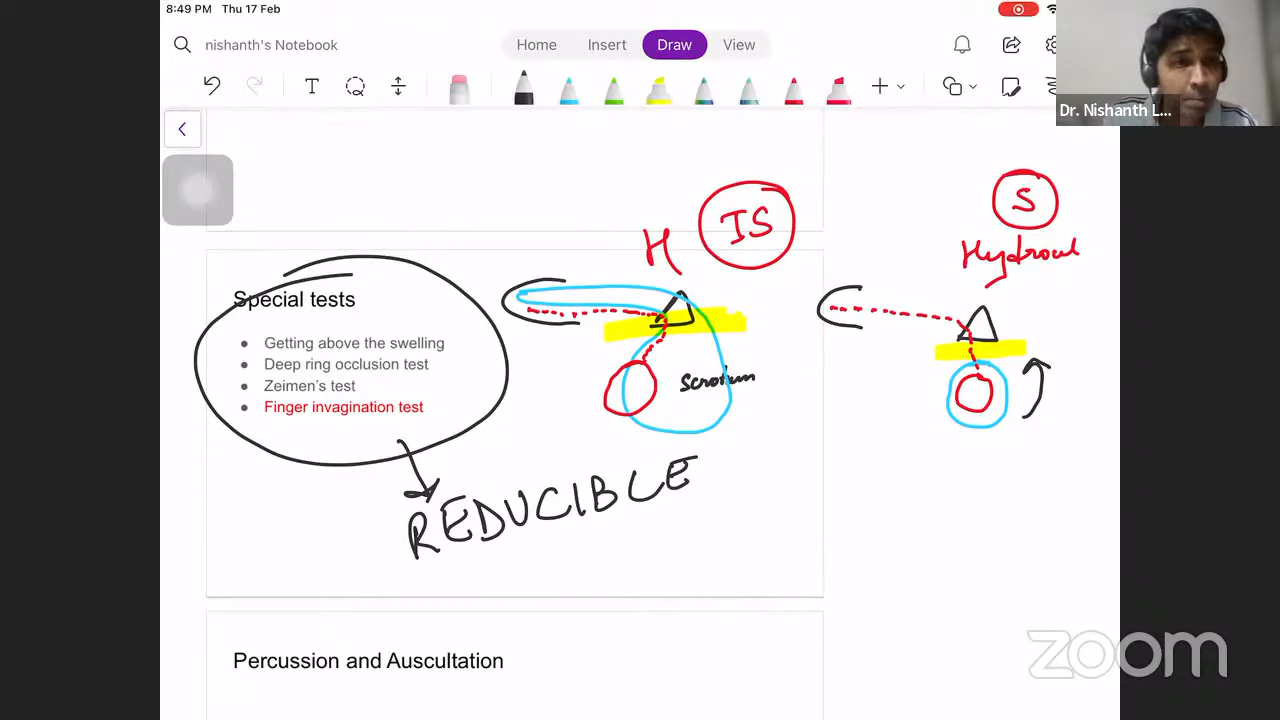 8:49 PM Thu 17 Feb
nishanth's Notebook
Home Insert Draw View
Dr. Nishanth L...
S
IS
H
Hydrocul
Special tests
Getting above the swelling
Deep ring occlusion test
Zeimen's test
Finger invagination test
Scrotum
REDUCIBLE
Percussion and Auscultation
zoom